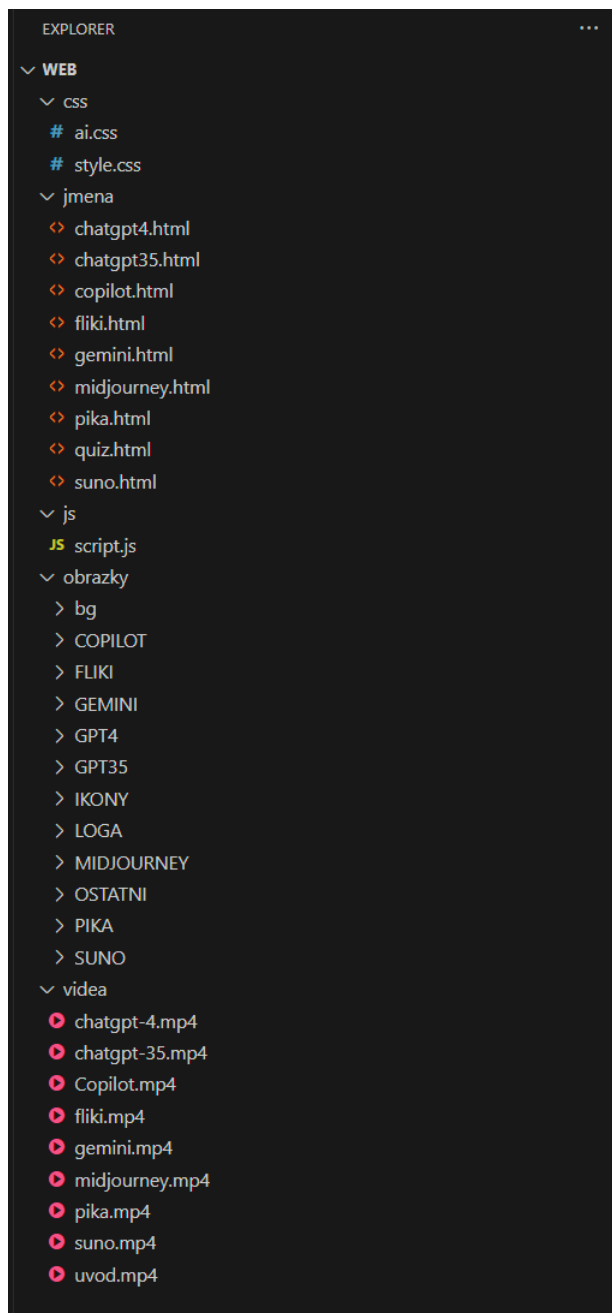 EXPLORER ...
WEB
css
# ai.css
# style.css
jmena
<> chatgpt4.html
<> chatgpt35.html
<> copilot.html
<> fliki.html
<> gemini.html
<> midjourney.html
<> pika.html
<> quiz.html
<> suno.html
js
JS script.js
obrazky
bg
COPILOT
FLIKI
GEMINI
GPT4
GPT35
IKONY
LOGA
MIDJOURNEY
OSTATNI
PIKA
SUNO
videa
chatgpt-4.mp4
chatgpt-35.mp4
Copilot.mp4
fliki.mp4
gemini.mp4
midjourney.mp4
pika.mp4
suno.mp4
uvod.mp4